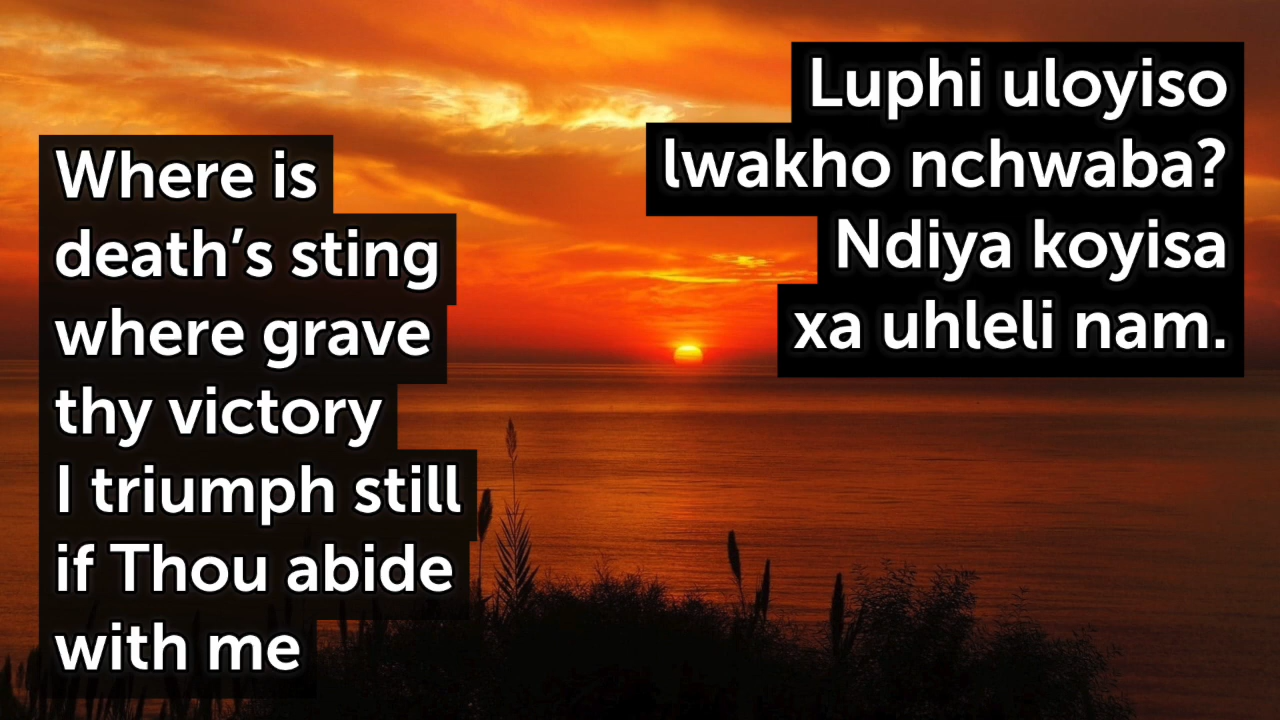 Where is
death’s sting
where grave
thy victory
I triumph still
if Thou abide
with me
Luphi uloyiso
lwakho nchwaba?
Ndiya koyisa
xa uhleli nam.